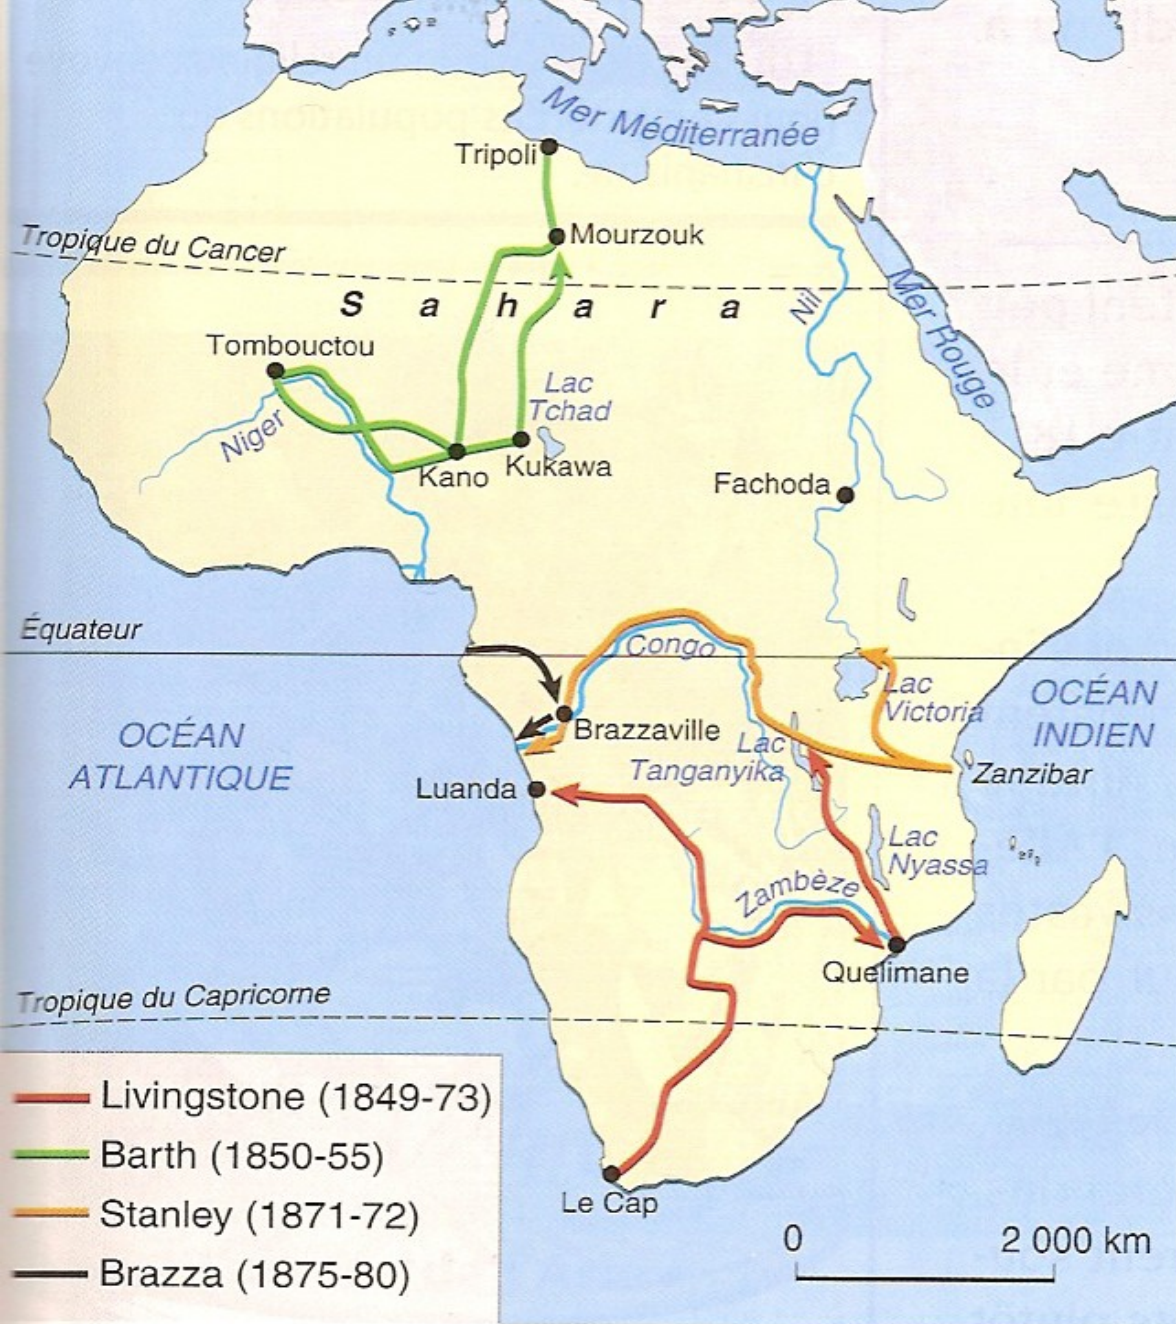 Mer Méditerranée
Tripoli
Mourzouk
Tropique du Cancer
Sahara
Nil
Mer Rouge
Tombouctou
Lac
Tchad
Niger
Kano
Kukawa
Fachoda
Équateur
Congo
Lac
Victoria
OCÉAN
INDIEN
OCÉAN
ATLANTIQUE
Brazzaville
Lac
Tanganyika
Zanzibar
Luanda
Lac
Nyassa
Zambèze
Quelimane
Tropique du Capricorne
Livingstone (1849-73)
Barth (1850-55)
Stanley (1871-72)
Brazza (1875-80)
Le Cap
0 2 000 km